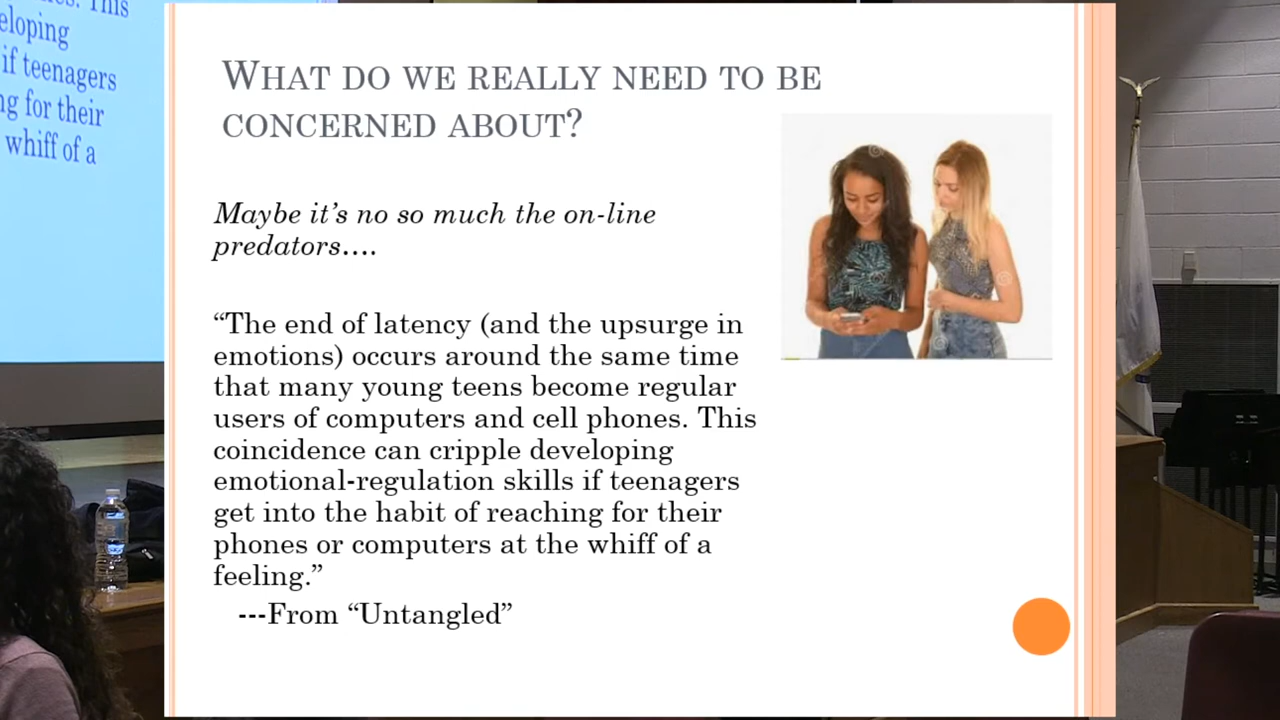 WHAT DO WE REALLY NEED TO BE
CONCERNED ABOUT?
Maybe it's no so much the on-line
predators....
“The end of latency (and the upsurge in
emotions) occurs around the same time
that many young teens become regular
users of computers and cell phones. This
coincidence can cripple developing
emotional-regulation skills if teenagers
get into the habit of reaching for their
phones or computers at the whiff of a
feeling.”
---From “Untangled”
This
eloping
if teenagers
ng for their
whiff of a